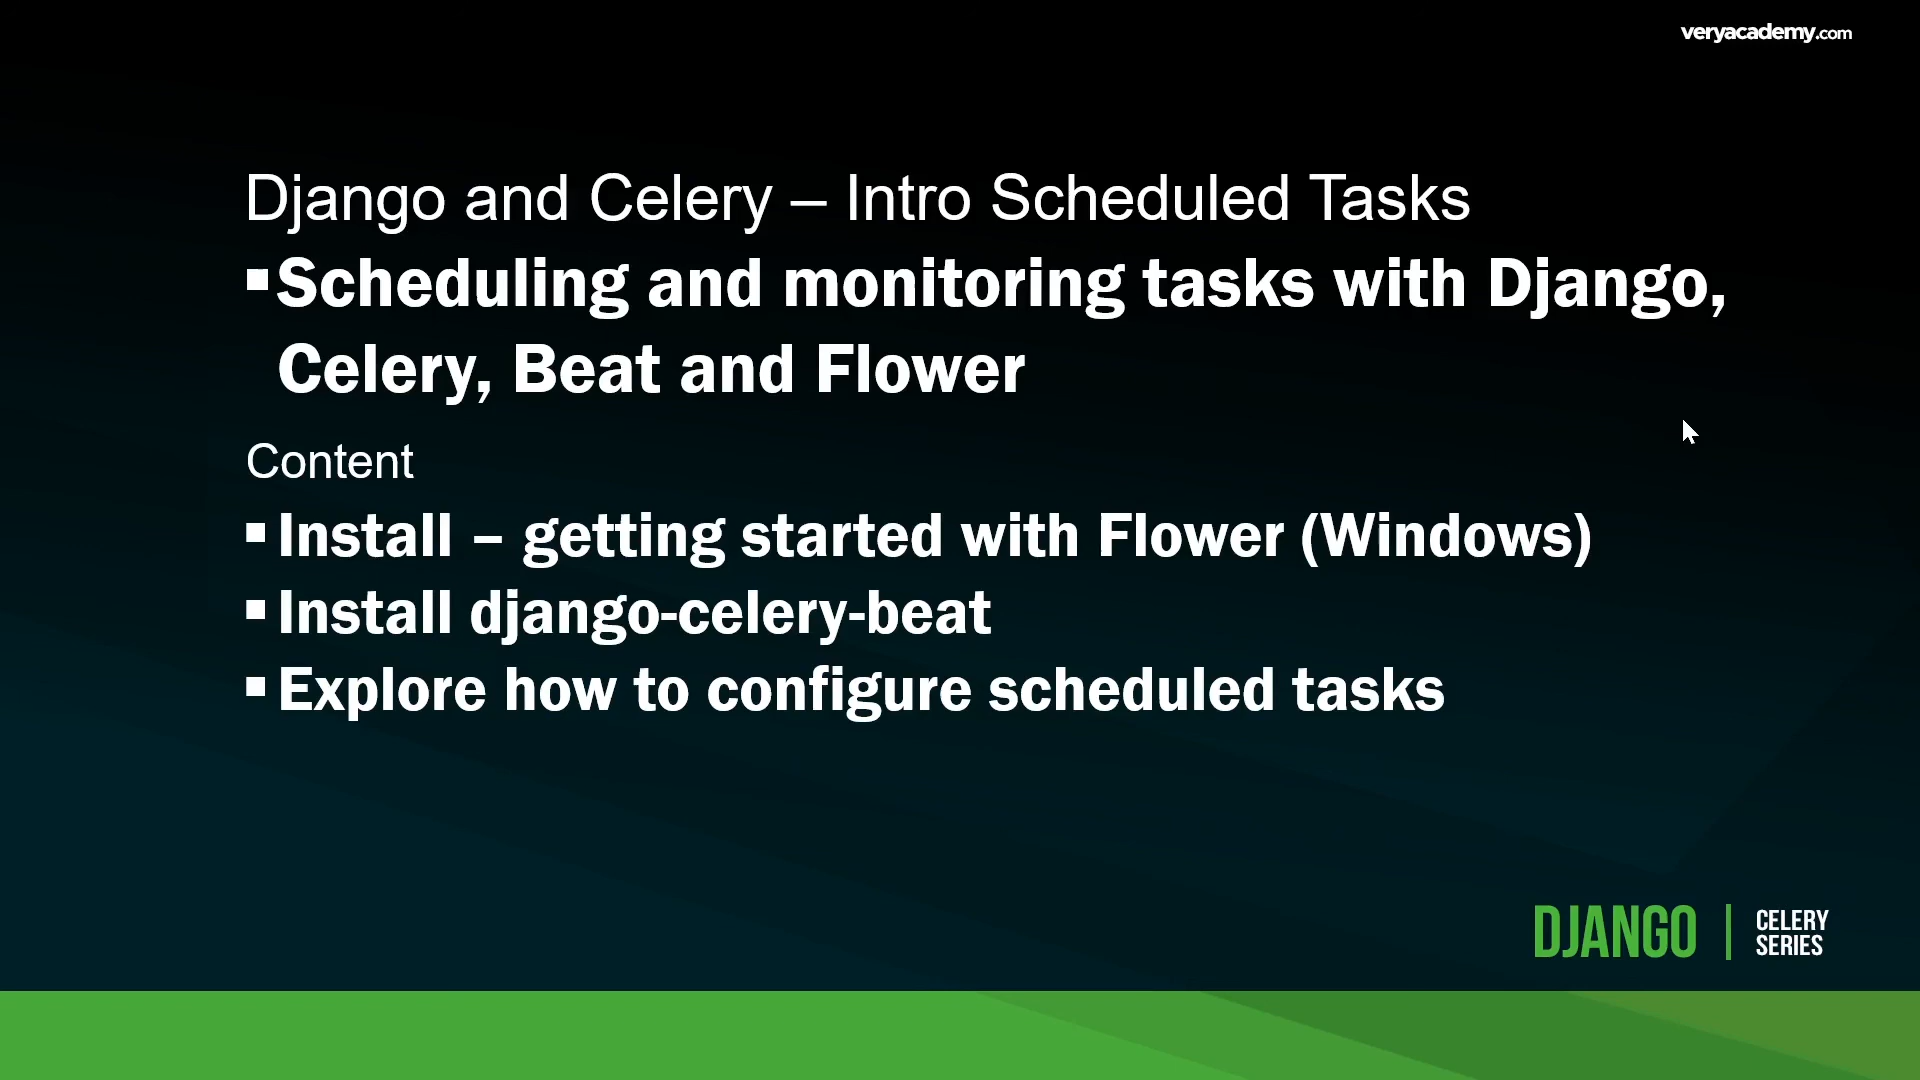 veryacademy.com
Django and Celery – Intro Scheduled Tasks
▪Scheduling and monitoring tasks with Django,
Celery, Beat and Flower
Content
▪Install – getting started with Flower (Windows)
▪Install django-celery-beat
▪Explore how to configure scheduled tasks
DJANGO | CELERY
SERIES